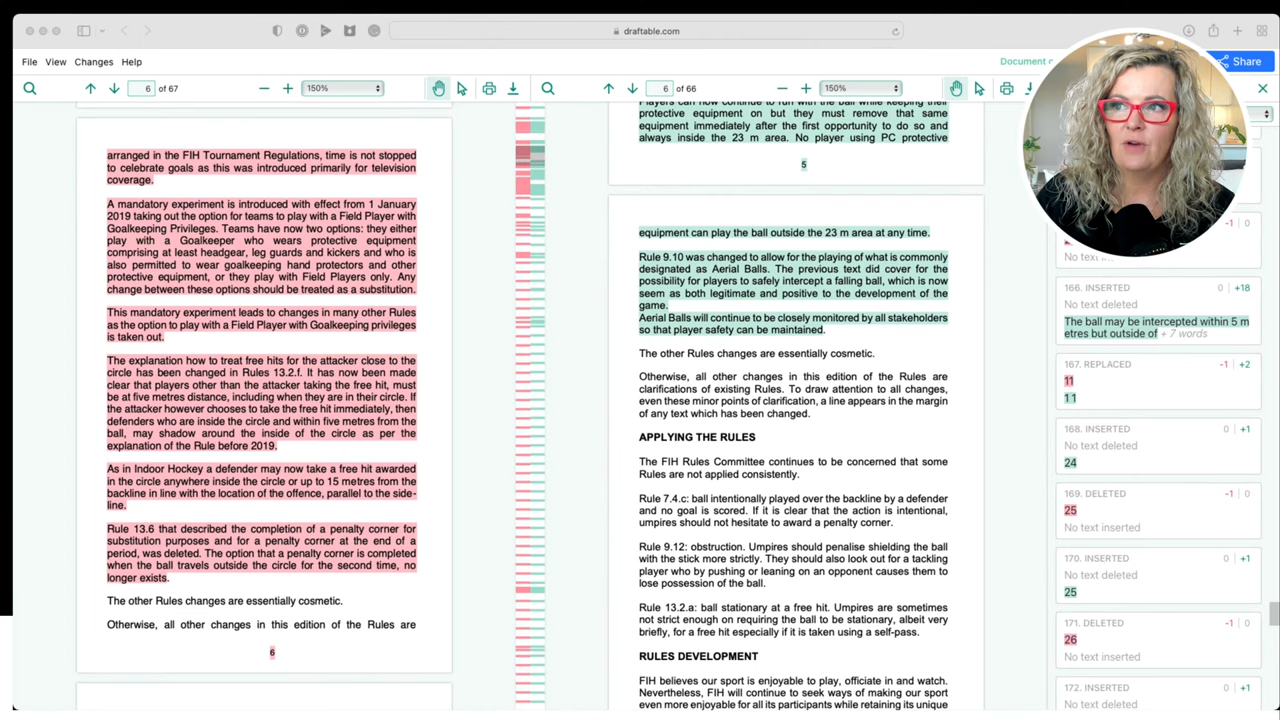 draftable.com
File View Changes Help
Document
Share
6 of 67
150%
6 of 66
150%
arranged in the FIH Tournament Regulations, time is not stopped
to celebrate goals as this was introduced primarily for television
coverage.
A mandatory experiment is introduced with effect from 1 January
2019 taking out the option for teams to play with a Field Player with
Goalkeeping Privileges. Teams have now two options: they either
play with a Goalkeeper who wears protective equipment
comprising at least headgear, leg guards and kickers and who is
also permitted to wear goalkeeping hand protectors and other
protective equipment, or they play with Field Players only. Any
change between these options should be treated as a substitution.
This mandatory experiment leads to changes in many other Rules
as the option to play with a Field Player with Goalkeeping privileges
is taken out.
The explanation how to treat free hits for the attacker close to the
circle has been changed in Rules 13.2.f. It has now been made
clear that players other than the attacker taking the free hit, must
be at five metres distance, including when they are in their circle. If
the attacker however chooses to take the free hit immediately, then
defenders who are inside the circle and within five metres from the
ball, may shadow around the inside of the circle as per the
explanation of the Rule before 2019.
As in Indoor Hockey a defender may now take a free hit awarded
in the circle anywhere inside the circle or up to 15 metres from the
backline in line with the location of the offence, parallel to the side-
line.
Rule 13.6 that described the completion of a penalty corner for
substitution purposes and for a penalty corner at the end of a
period, was deleted. The option that a penalty corner is completed
when the ball travels outside the circle for the second time, no
longer exists.
The other Rules changes are essentially cosmetic.
Otherwise, all other changes in this edition of the Rules are
Players can now continue to run with the ball while keeping their
protective equipment on but they must remove that same
equipment immediately after the first opportunity to do so and
always inside the 23 m area. No player using PC protective
5
equipment can play the ball outside the 23 m area at any time.
Rule 9.10 was changed to allow for the playing of what is commonly
designated as Aerial Balls. The previous text did cover for the
possibility for players to safely intercept a falling ball, which is now
seem as both legitimate and positive to the development of the
game.
Aerial Balls will continue to be closely monitored by all stakeholders
so that player safety can be maintained.
The other Rules changes are essentially cosmetic.
Otherwise, all other changes in this edition of the Rules are
clarifications of existing Rules. To draw attention to all changes,
even these minor points of clarification, a line appears in the margin
of any text which has been changed.
APPLYING THE RULES
The FIH Rules Committee continues to be concerned that some
Rules are not applied consistently.
Rule 7.4.c: ball intentionally played over the backline by a defender
and no goal is scored. If it is clear that the action is intentional,
umpires should not hesitate to award a penalty corner.
Rule 9.12: obstruction. Umpires should penalise shielding the ball
with the stick more strictly. They should also look out for a tackling
player who by pushing or leaning on an opponent causes them to
lose possession of the ball.
Rule 13.2.a: ball stationary at a free hit. Umpires are sometimes
not strict enough on requiring the ball to be stationary, albeit very
briefly, for a free hit especially if it is taken using a self-pass.
RULES DEVELOPMENT
FIH believes our sport is enjoyable to play, officiate in and watch.
Nevertheless, FIH will continue to seek ways of making our sport
even more enjoyable for all its participants while retaining its unique
-1 0
No text inserted
166. INSERTED 0 +18
No text deleted
The ball may be intercepted within
etres but outside of + 7 words
167. REPLACED -1 +2
11
1 1
168. INSERTED 0 +1
No text deleted
24
169. DELETED -1 0
25
No text inserted
170. INSERTED 0 +1
No text deleted
25
171. DELETED -1 0
26
No text inserted
172. INSERTED 0 +1
No text deleted